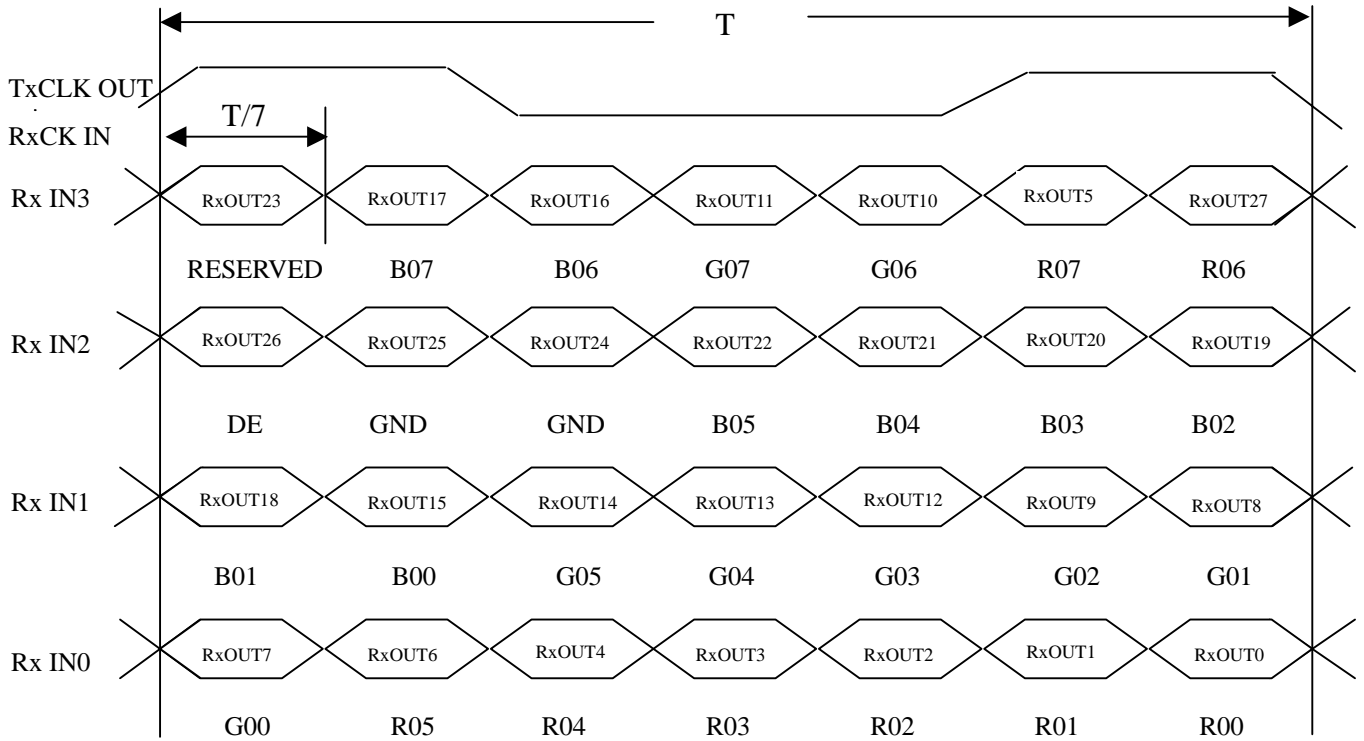 T
TxCLK OUT
T/7
RxCK IN
Rx IN3 RxOUT23 RxOUT17 RxOUT16 RxOUT11 RxOUT10 RxOUT5 RxOUT27
RESERVED B07 B06 G07 G06 R07 R06
Rx IN2 RxOUT26 RxOUT25 RxOUT24 RxOUT22 RxOUT21 RxOUT20 RxOUT19
DE GND GND B05 B04 B03 B02
Rx IN1 RxOUT18 RxOUT15 RxOUT14 RxOUT13 RxOUT12 RxOUT9 RxOUT8
B01 B00 G05 G04 G03 G02 G01
Rx IN0 RxOUT7 RxOUT6 RxOUT4 RxOUT3 RxOUT2 RxOUT1 RxOUT0
G00 R05 R04 R03 R02 R01 R00